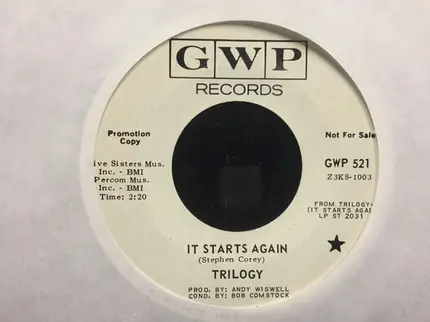 GWP
RECORDS
Promotion
Copy
Not For Sale
ive Sisters Mus.
Inc. - BMI
Percom Mus.
Inc. - BMI
Time: 2:20
GWP 521
Z3KS-1003
FROM TRILOGY-
(IT STARTS AGAI
LP ST 2031
IT STARTS AGAIN
(Stephen Corey)
TRILOGY
PROD. BY: ANDY WISWELL
COND. BY: BOB COMSTOCK